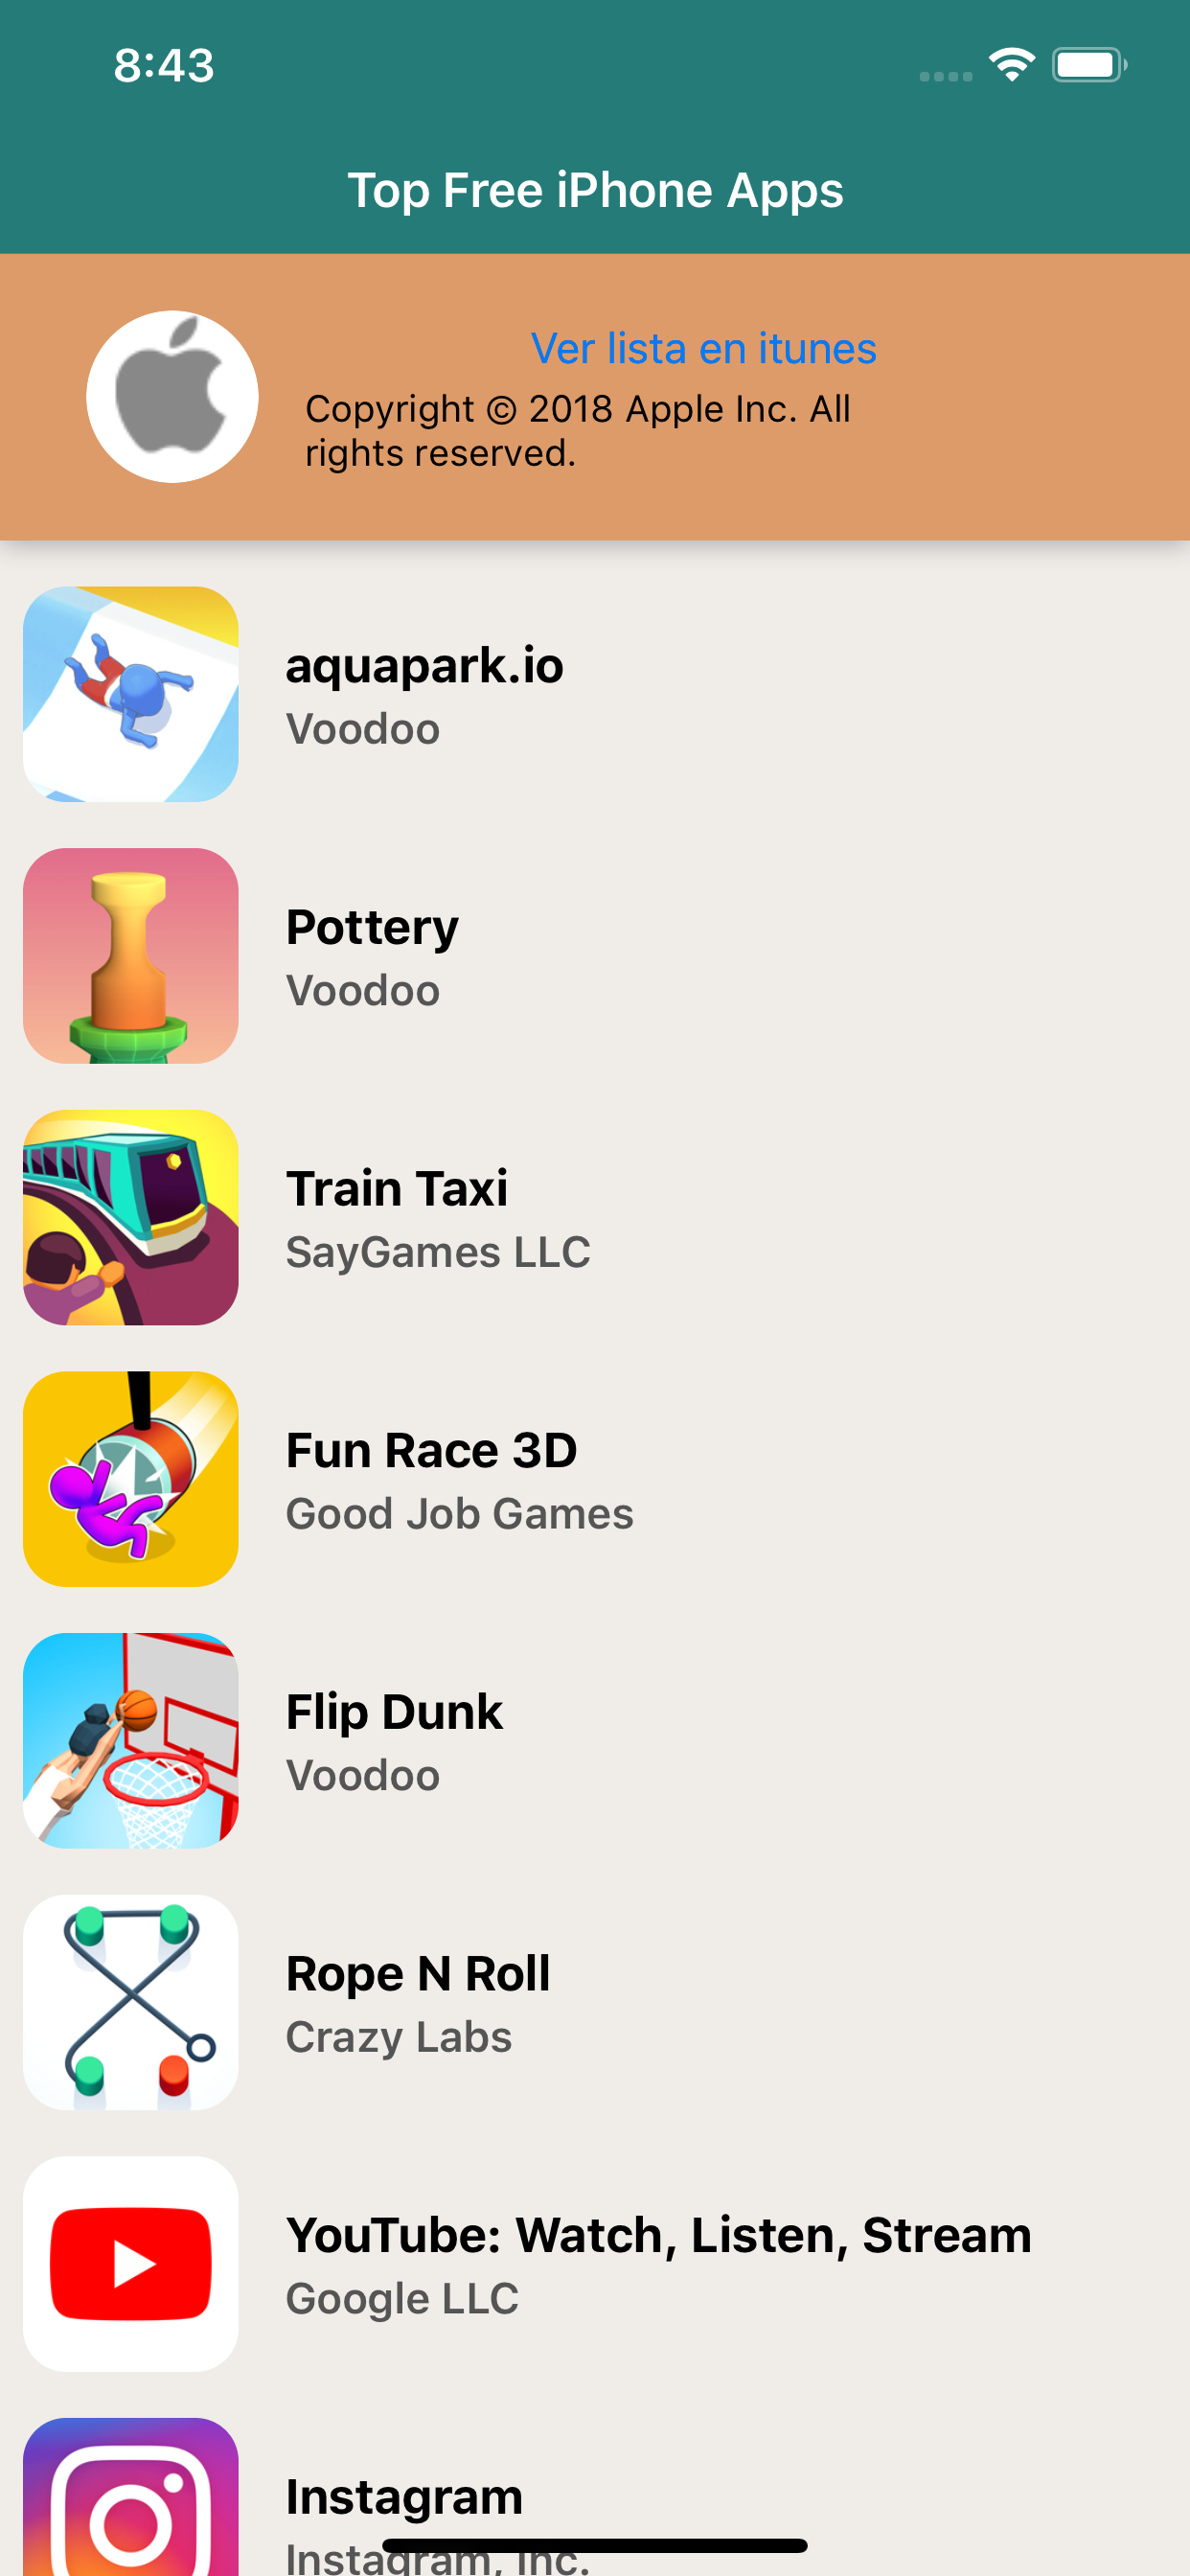 8:43
Top Free iPhone Apps
Ver lista en itunes
Copyright © 2018 Apple Inc. All
rights reserved.
aquapark.io
Voodoo
Pottery
Voodoo
Train Taxi
SayGames LLC
Fun Race 3D
Good Job Games
Flip Dunk
Voodoo
Rope N Roll
Crazy Labs
YouTube: Watch, Listen, Stream
Google LLC
Instagram
Instagram, Inc.